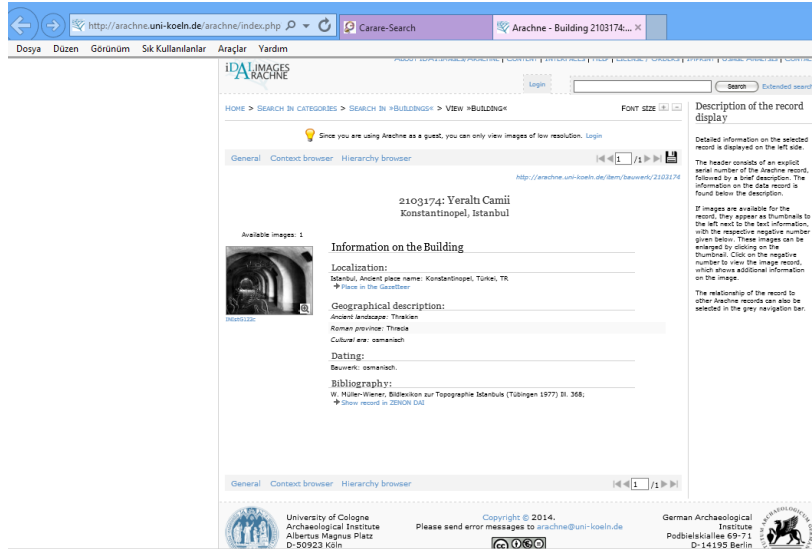 http://arachne.uni-koeln.de/arachne/index.php
Carare-Search
Arachne - Building 2103174:...
Dosya Düzen Görünüm Sık Kullanılanlar Araçlar Yardım
iDAI.IMAGES
ARACHNE
Login
Search
Extended search
HOME > SEARCH IN CATEGORIES > SEARCH IN »BUILDINGS« > VIEW »BUILDING«
FONT SIZE + -
Since you are using Arachne as a guest, you can only view images of low resolution. Login
General Context browser Hierarchy browser
1 /1
http://arachne.uni-koeln.de/item/bauwerk/2103174
2103174: Yeraltı Camii
Konstantinopel, Istanbul
Available images: 1
Information on the Building
Localization:
Istanbul, Ancient place name: Konstantinopel, Türkei, TR
Place in the Gazetteer
Geographical description:
Ancient landscape: Thrakien
Roman province: Thracia
Cultural era: osmanisch
Dating:
Bauwerk: osmanisch.
Bibliography:
W. Müller-Wiener, Bildlexikon zur Topographie Istanbuls (Tübingen 1977) Ill. 368;
Show record in ZENON DAI
General Context browser Hierarchy browser
1 /1
Description of the record
display
Detailed information on the selected
record is displayed on the left side.
The header consists of an explicit
serial number of the Arachne record,
followed by a brief description. The
information on the data record is
found below the description.
If images are available for the
record, they appear as thumbnails to
the left next to the text information,
with the respective negative number
given below. These images can be
enlarged by clicking on the
thumbnail. Click on the negative
number to view the image record,
which shows additional information
on the image.
The relationship of the record to
other Arachne records can also be
selected in the grey navigation bar.
University of Cologne
Archaeological Institute
Albertus Magnus Platz
D-50923 Köln
Copyright © 2014.
Please send error messages to arachne@uni-koeln.de
German Archaeological
Institute
Podbielskiallee 69-71
D-14195 Berlin